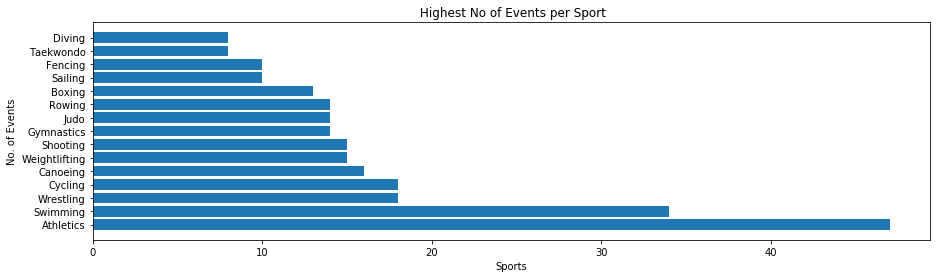 Highest No of Events per Sport
No. of Events
Diving
Taekwondo
Fencing
Sailing
Boxing
Rowing
Judo
Gymnastics
Shooting
Weightlifting
Canoeing
Cycling
Wrestling
Swimming
Athletics
0 10 20 30 40
Sports